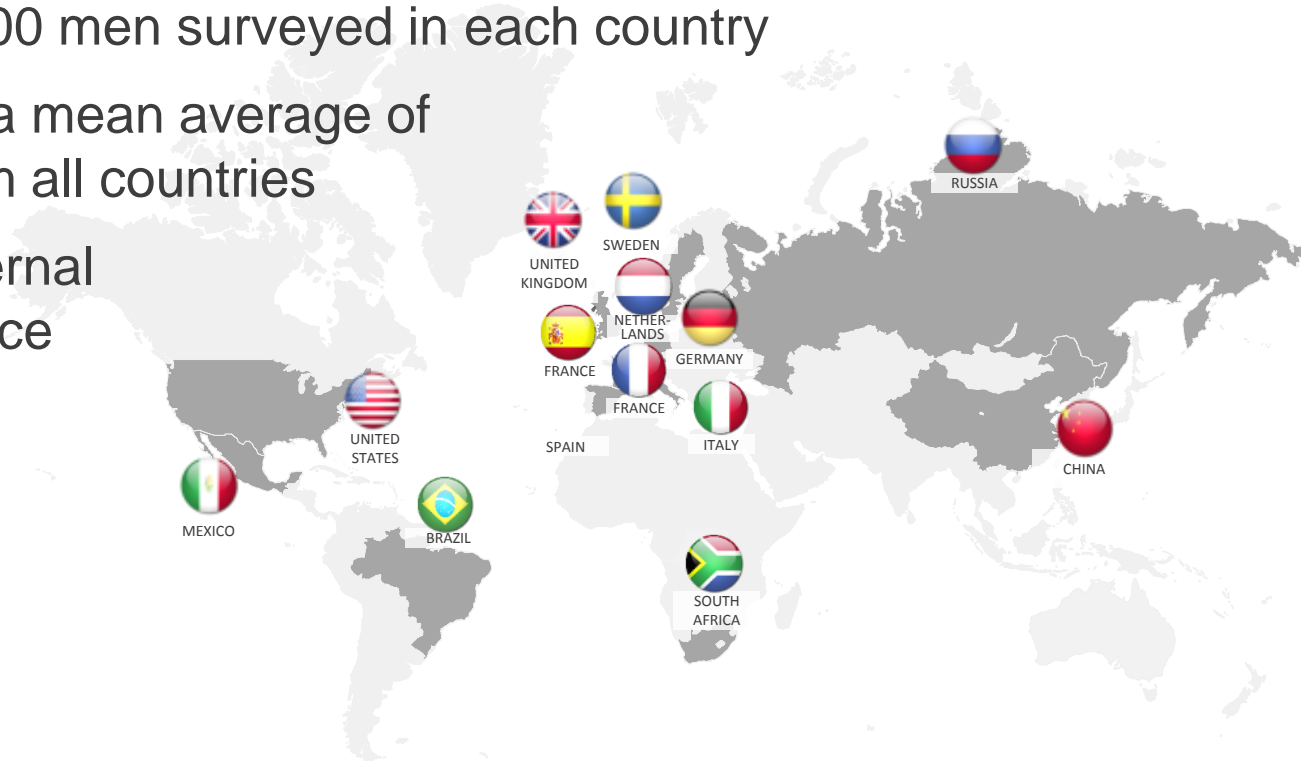 00 men surveyed in each country
a mean average of
all countries
ce
RUSSIA
SWEDEN
UNITED
KINGDOM
NETHER-
LANDS
GERMANY
FRANCE
FRANCE
ITALY
SPAIN
UNITED
STATES
MEXICO
BRAZIL
CHINA
SOUTH
AFRICA